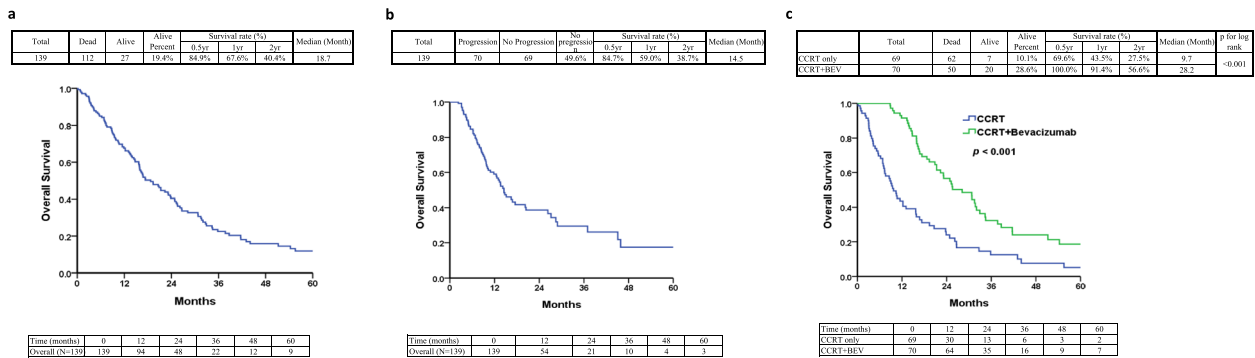 a
Total Dead Alive Alive Percent Survival rate (%) Median (Month)
0.5yr 1yr 2yr
139 112 27 19.4% 84.9% 67.6% 40.4% 18.7
Overall Survival
1.0
0.8
0.6
0.4
0.2
0.0
0 12 24 36 48 60
Months
Time (months) 0 12 24 36 48 60
Overall (N=139) 139 94 48 22 12 9
b
Total Progression No Progression No pregressio n Survival rate (%) Median (Month)
0.5yr 1yr 2yr
139 70 69 49.6% 84.7% 59.0% 38.7% 14.5
Overall Survival
1.0
0.8
0.6
0.4
0.2
0.0
0 12 24 36 48 60
Months
Time (months) 0 12 24 36 48 60
Overall (N=139) 139 54 21 10 4 3
c
Total Dead Alive Alive Percent Survival rate (%) Median (Month) p for log rank
0.5yr 1yr 2yr
CCRT only 69 62 7 10.1% 69.6% 43.5% 27.5% 9.7 <0.001
CCRT+BEV 70 50 20 28.6% 100.0% 91.4% 56.6% 28.2
Overall Survival
1.0
0.8
0.6
0.4
0.2
0.0
CCRT
CCRT+Bevacizumab
p < 0.001
0 12 24 36 48 60
Months
Time (months) 0 12 24 36 48 60
CCRT only 69 30 13 6 3 2
CCRT+BEV 70 64 35 16 9 7